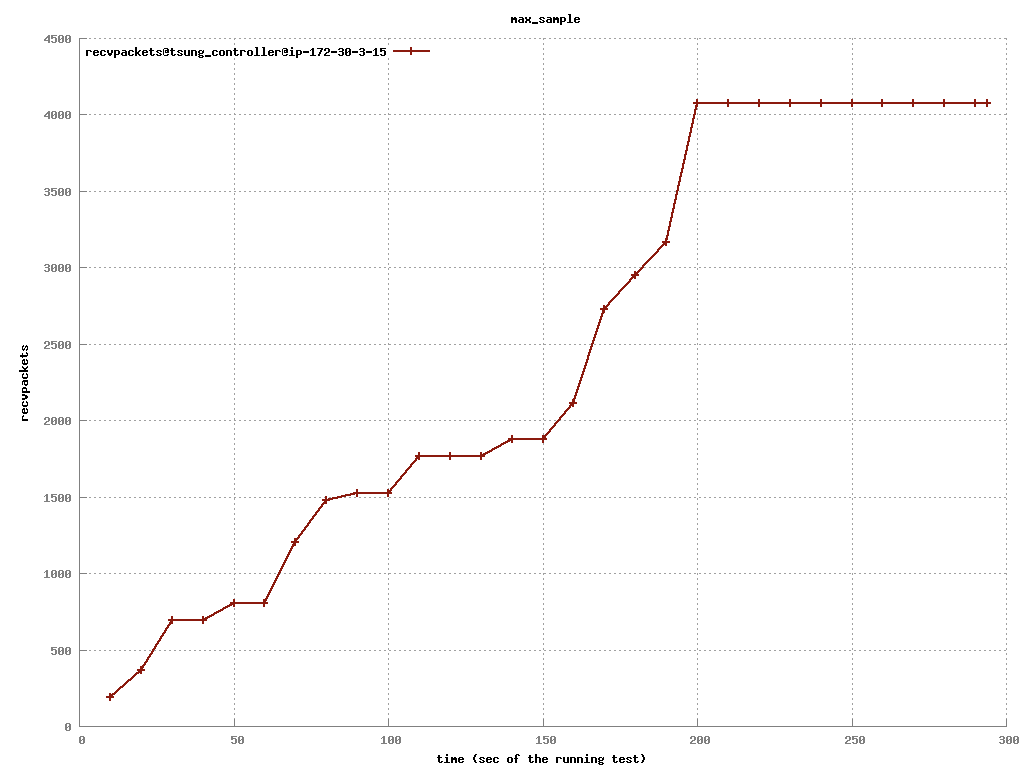 max_sample
recvpackets@tsung_controller@ip-172-30-3-15
4500
4000
3500
3000
2500
2000
1500
1000
500
0
recvpackets
0 50 100 150 200 250 300
time (sec of the running test)